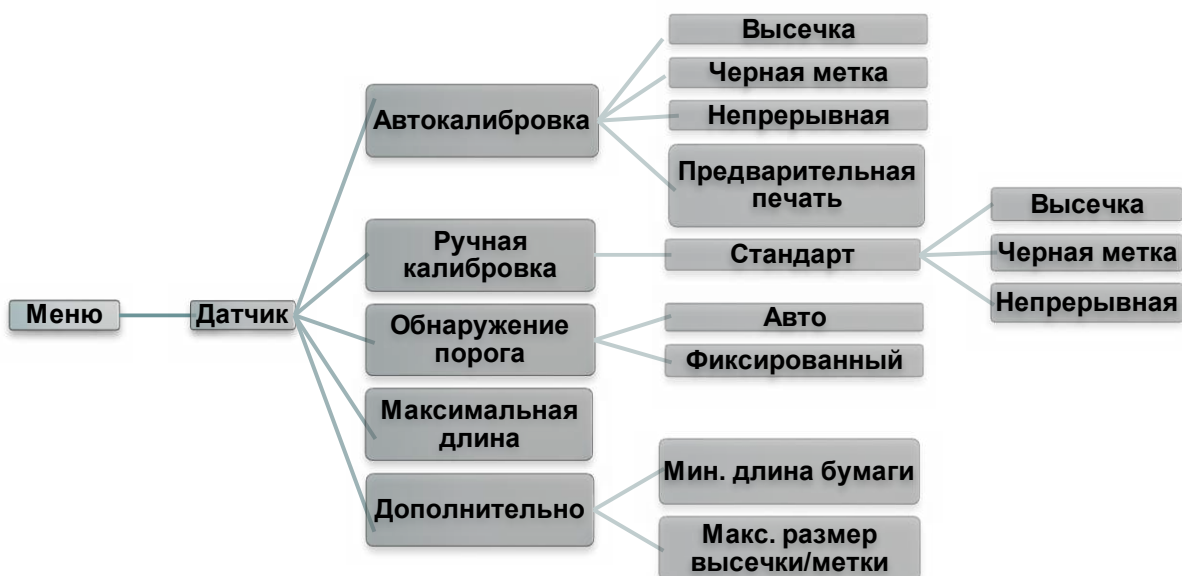 Меню
Датчик
Автокалибровка
Высечка
Черная метка
Непрерывная
Предварительная
печать
Ручная
калибровка
Стандарт
Высечка
Черная метка
Непрерывная
Обнаружение
порога
Авто
Фиксированный
Максимальная
длина
Дополнительно
Мин. длина бумаги
Макс. размер
высечки/метки